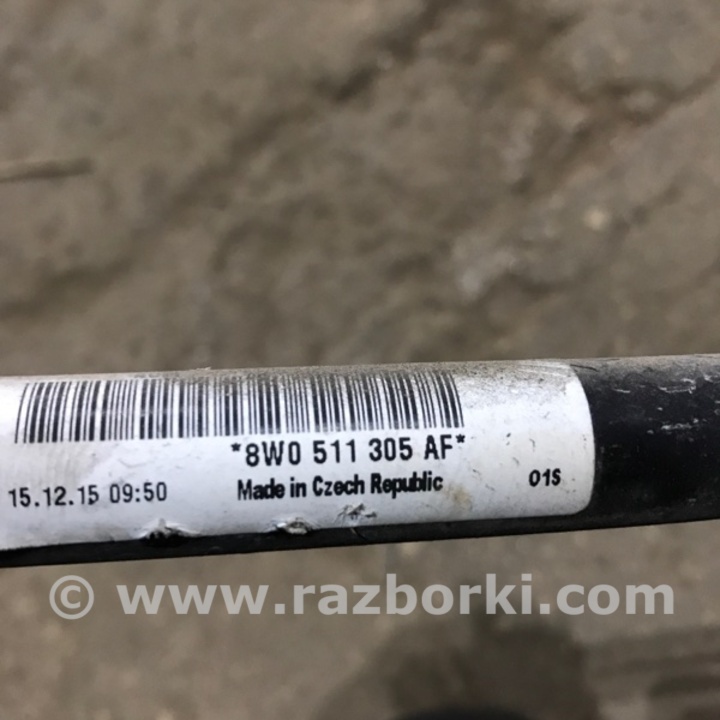 *8W0 511 305 AF*
15.12.15 09:50 Made in Czech Republic 01S
© www.razborki.com